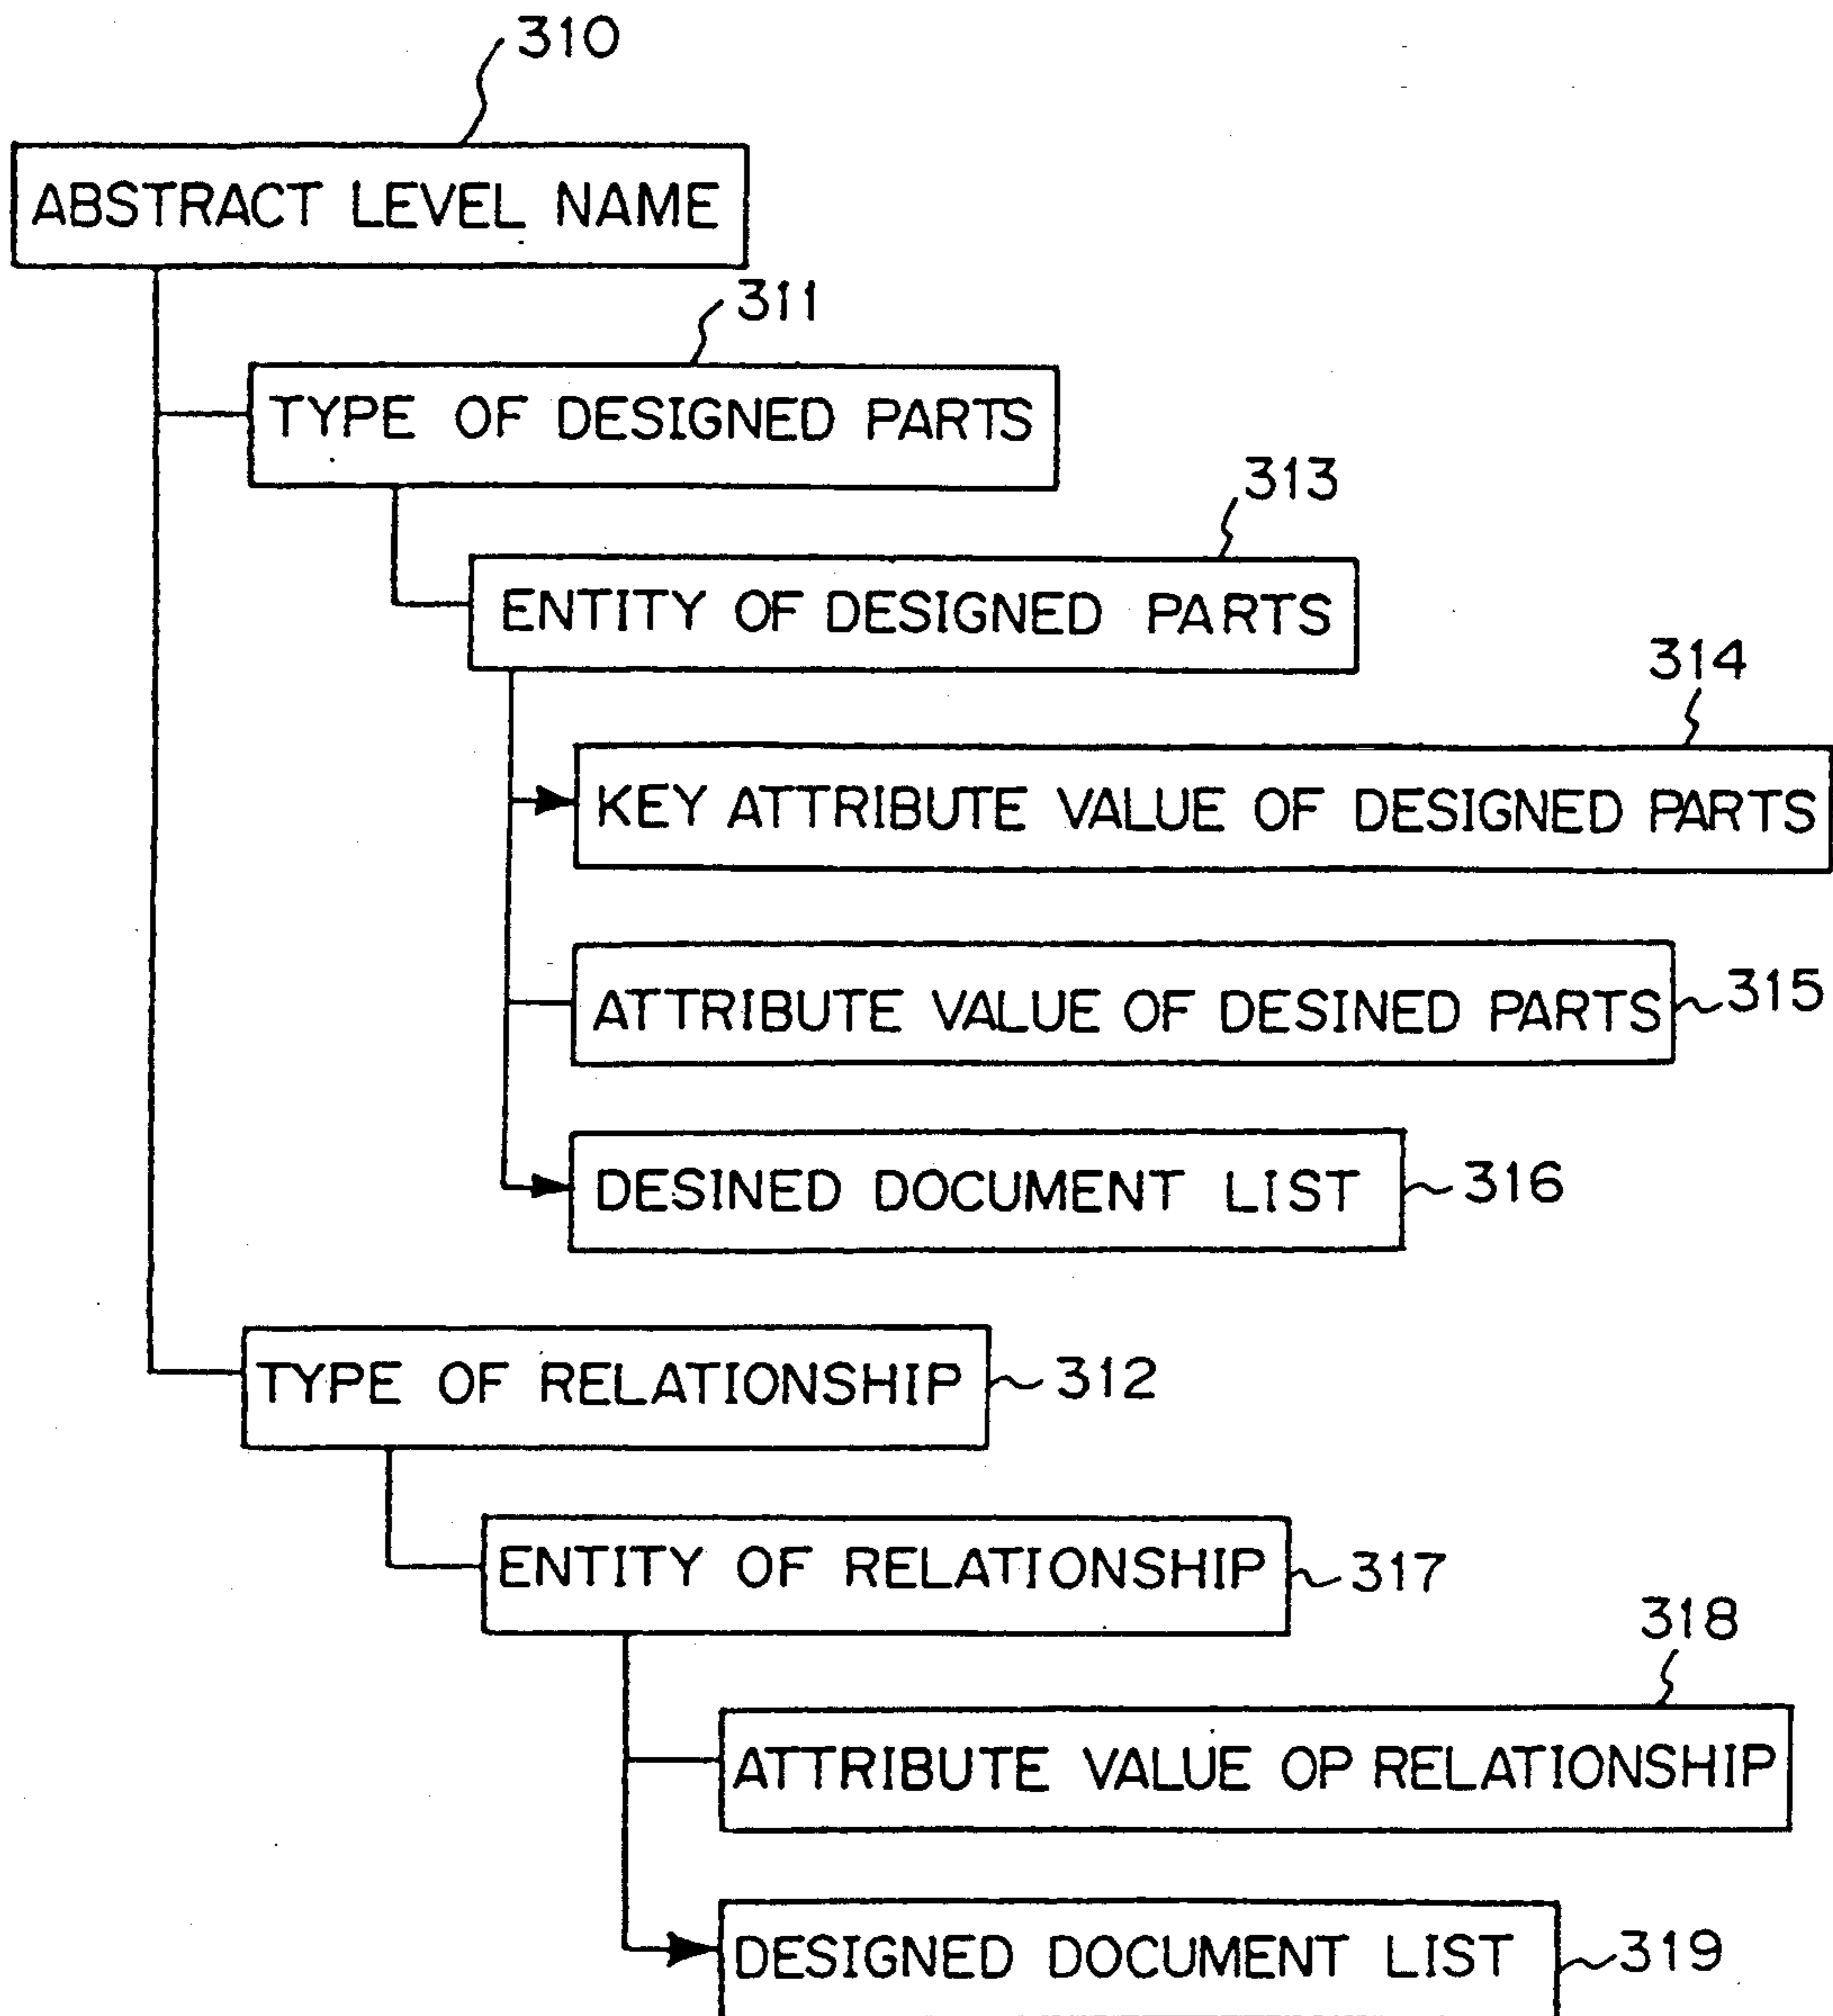 310
ABSTRACT LEVEL NAME
311
TYPE OF DESIGNED PARTS
313
ENTITY OF DESIGNED PARTS
314
KEY ATTRIBUTE VALUE OF DESIGNED PARTS
ATTRIBUTE VALUE OF DESINED PARTS 315
DESINED DOCUMENT LIST 316
TYPE OF RELATIONSHIP 312
ENTITY OF RELATIONSHIP 317
318
ATTRIBUTE VALUE OP RELATIONSHIP
DESIGNED DOCUMENT LIST 319